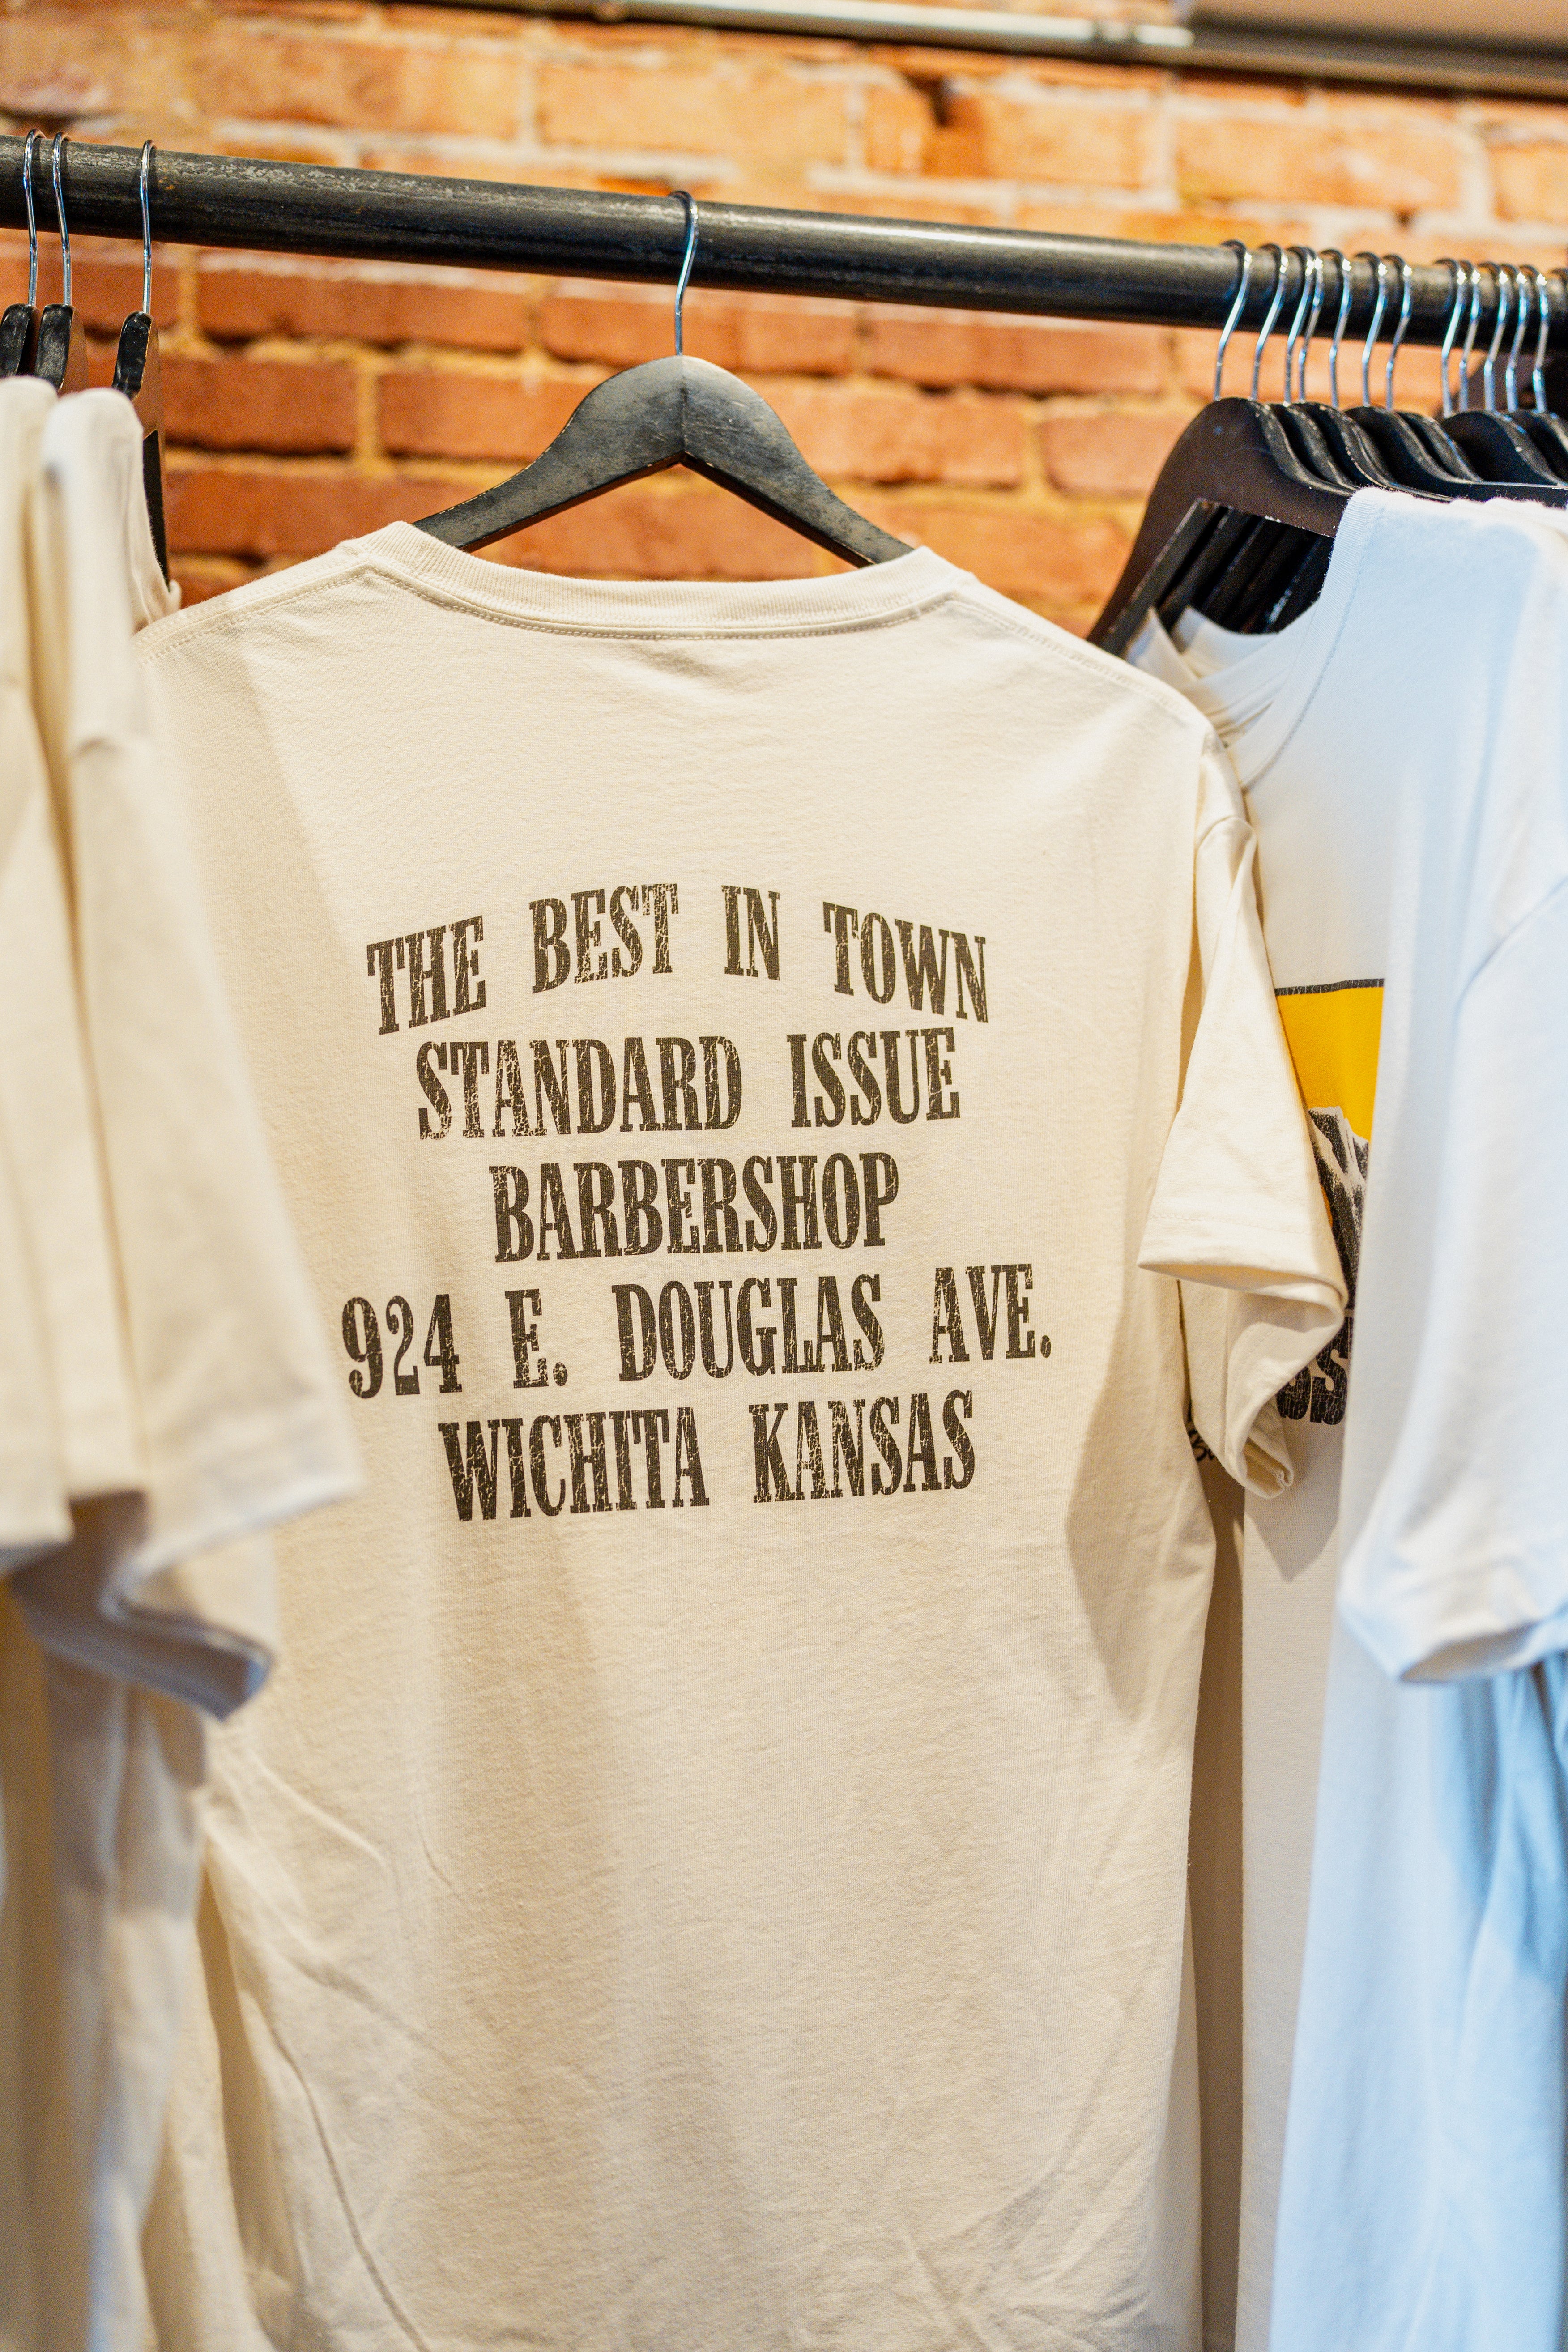 THE BEST IN TOWN
STANDARD ISSUE
BARBERSHOP
924 E. DOUGLAS AVE.
WICHITA KANSAS